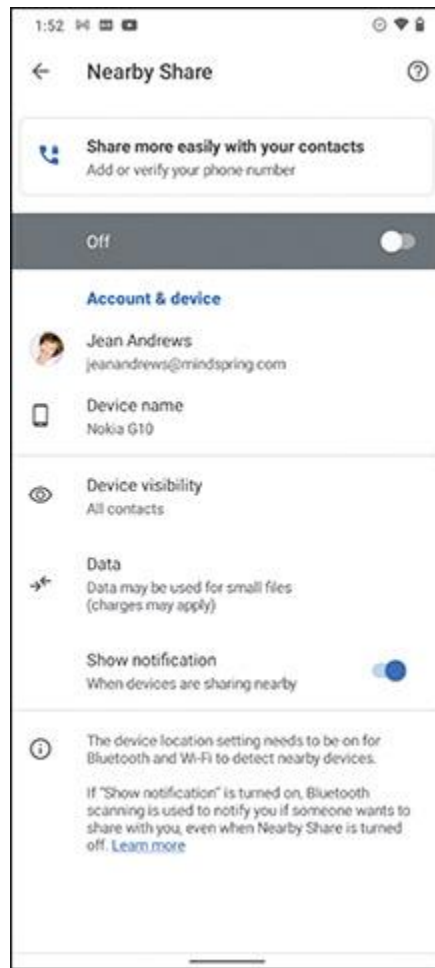 1:52
Nearby Share
Share more easily with your contacts
Add or verify your phone number
Off
Account & device
Jean Andrews
jeanandrews@mindspring.com
Device name
Nokia G10
Device visibility
All contacts
Data
Data may be used for small files
(charges may apply)
Show notification
When devices are sharing nearby
The device location setting needs to be on for
Bluetooth and Wi-Fi to detect nearby devices.
If "Show notification" is turned on, Bluetooth
scanning is used to notify you if someone wants to
share with you, even when Nearby Share is turned
off. Learn more